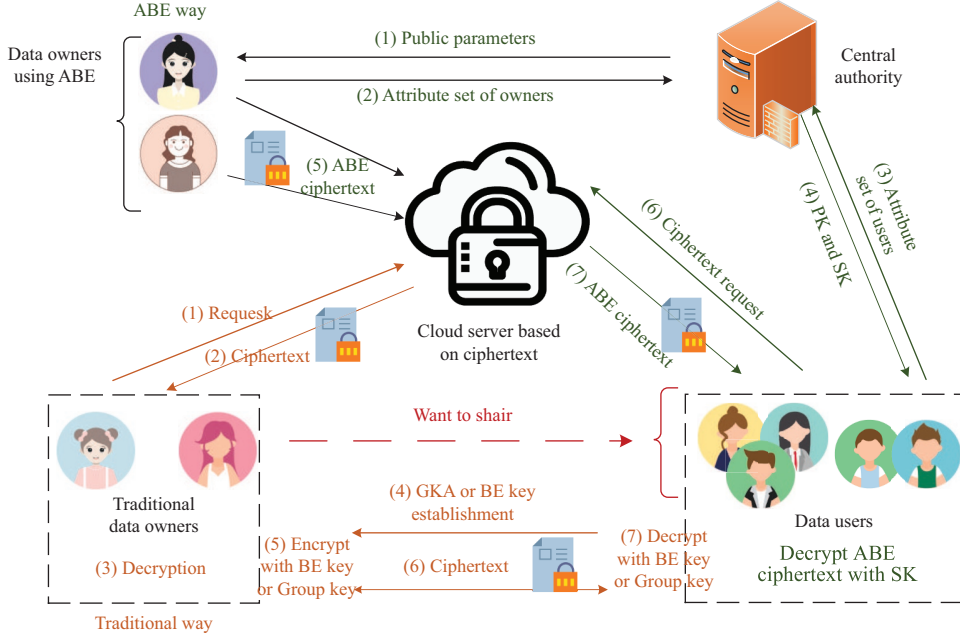 ABE way
Data owners
using ABE
(1) Public parameters
(2) Attribute set of owners
Central
authority
(5) ABE
ciphertext
(3) Attribute
set of users
(4) PK and SK
(6) Ciphertext request
(7) ABE ciphertext
Cloud server based
on ciphertext
(1) Requesk
(2) Ciphertext
Want to shair
Traditional
data owners
(3) Decryption
Traditional way
(4) GKA or BE key
establishment
(5) Encrypt
with BE key
or Group key
(6) Ciphertext
(7) Decrypt
with BE key
or Group key
Data users
Decrypt ABE
ciphertext with SK